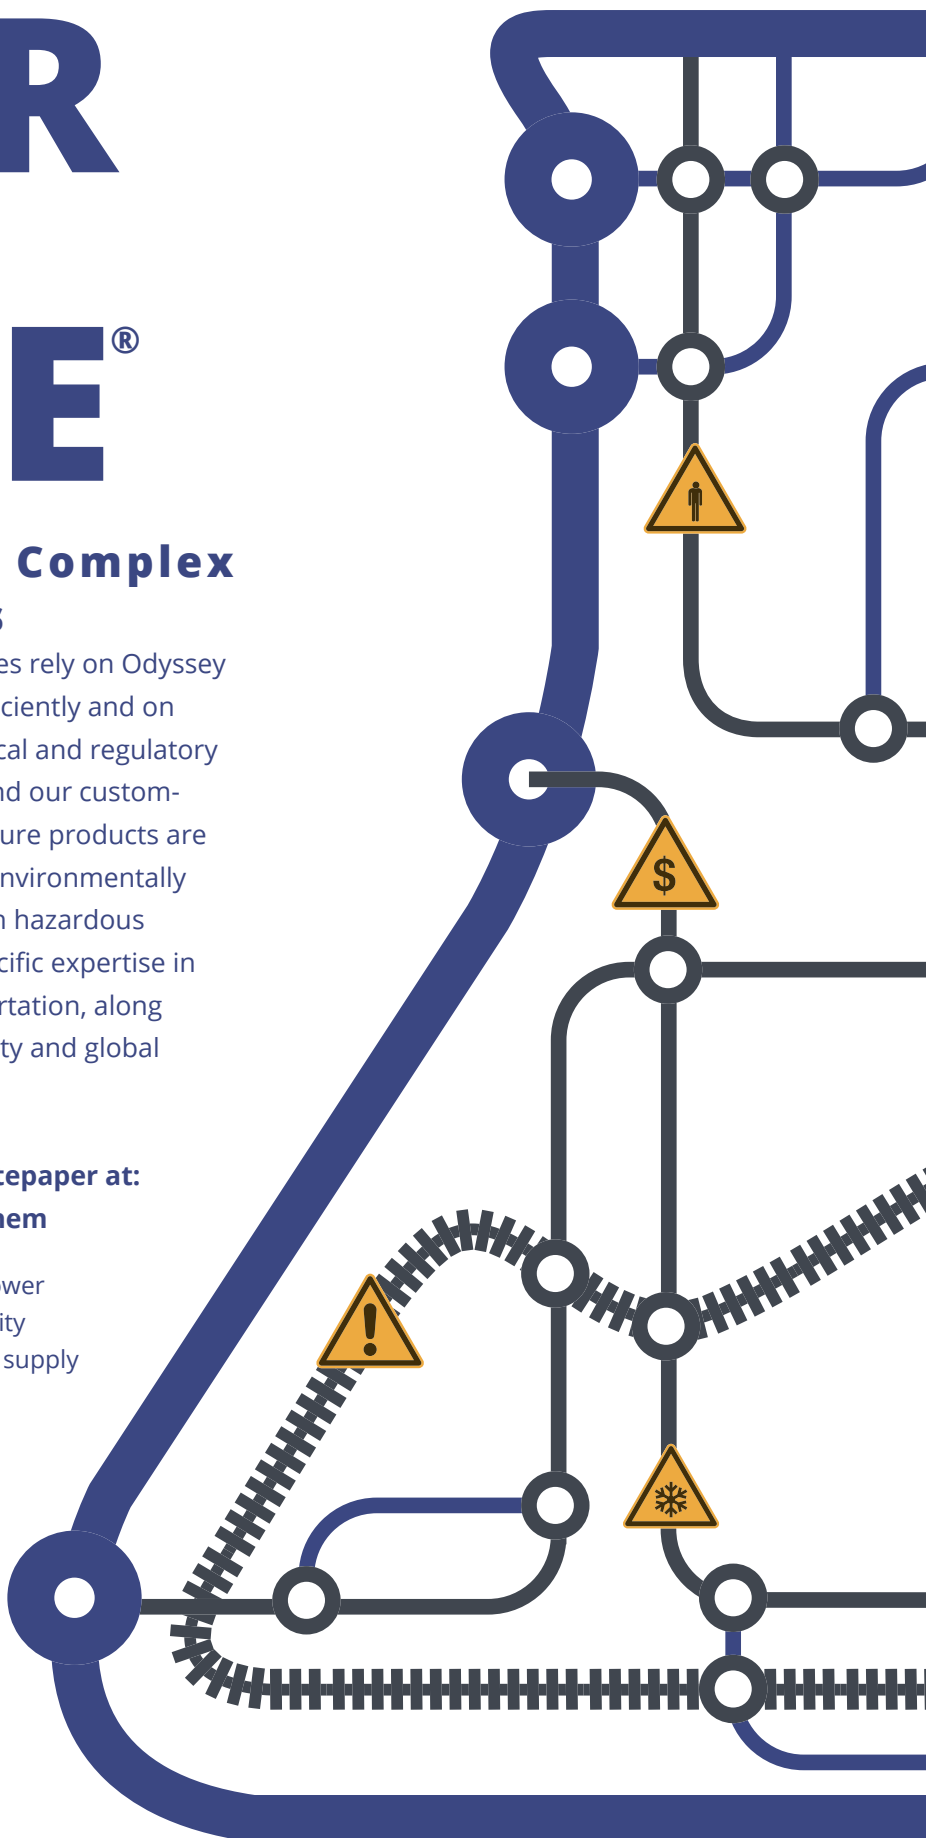 R
E®
Complex
s
es rely on Odyssey
ciently and on
cal and regulatory
nd our custom-
ure products are
nvironmentally
n hazardous
cific expertise in
rtation, along
ty and global
tepaper at:
hem
ower
ity
supply
$
!